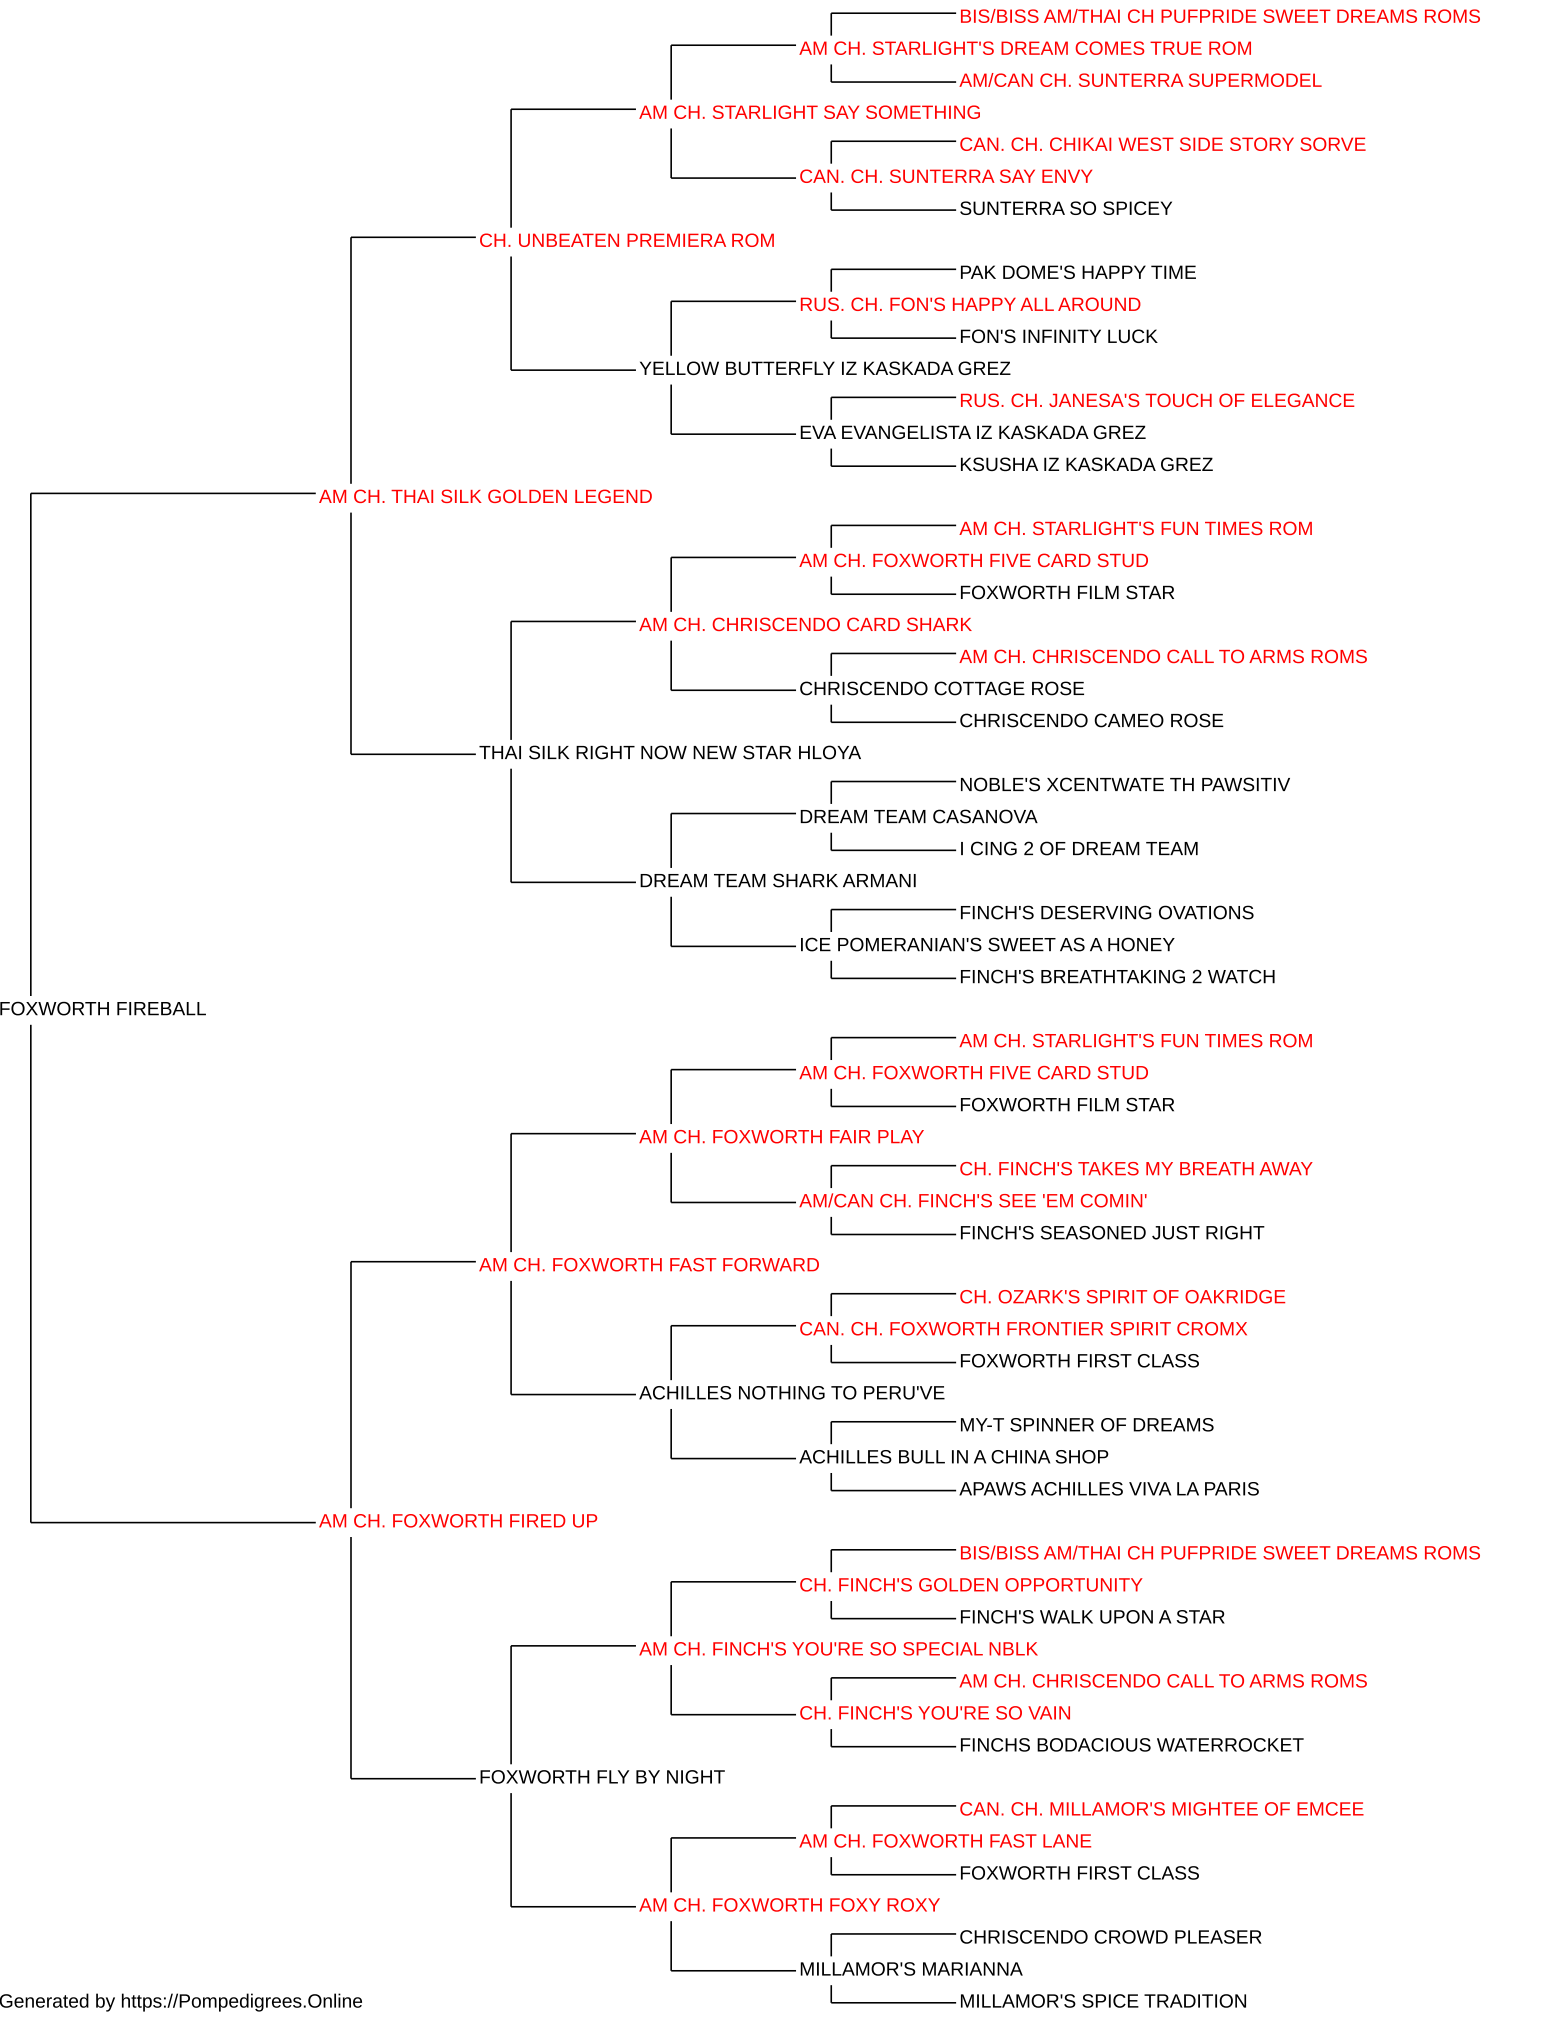 BIS/BISS AM/THAI CH PUFPRIDE SWEET DREAMS ROMS
AM CH. STARLIGHT'S DREAM COMES TRUE ROM
AM/CAN CH. SUNTERRA SUPERMODEL
AM CH. STARLIGHT SAY SOMETHING
CAN. CH. CHIKAI WEST SIDE STORY SORVE
CAN. CH. SUNTERRA SAY ENVY
SUNTERRA SO SPICEY
CH. UNBEATEN PREMIERA ROM
PAK DOME'S HAPPY TIME
RUS. CH. FON'S HAPPY ALL AROUND
FON'S INFINITY LUCK
YELLOW BUTTERFLY IZ KASKADA GREZ
RUS. CH. JANESA'S TOUCH OF ELEGANCE
EVA EVANGELISTA IZ KASKADA GREZ
KSUSHA IZ KASKADA GREZ
AM CH. THAI SILK GOLDEN LEGEND
AM CH. STARLIGHT'S FUN TIMES ROM
AM CH. FOXWORTH FIVE CARD STUD
FOXWORTH FILM STAR
AM CH. CHRISCENDO CARD SHARK
AM CH. CHRISCENDO CALL TO ARMS ROMS
CHRISCENDO COTTAGE ROSE
CHRISCENDO CAMEO ROSE
THAI SILK RIGHT NOW NEW STAR HLOYA
NOBLE'S XCENTWATE TH PAWSITIV
DREAM TEAM CASANOVA
I CING 2 OF DREAM TEAM
DREAM TEAM SHARK ARMANI
FINCH'S DESERVING OVATIONS
ICE POMERANIAN'S SWEET AS A HONEY
FINCH'S BREATHTAKING 2 WATCH
FOXWORTH FIREBALL
AM CH. STARLIGHT'S FUN TIMES ROM
AM CH. FOXWORTH FIVE CARD STUD
FOXWORTH FILM STAR
AM CH. FOXWORTH FAIR PLAY
CH. FINCH'S TAKES MY BREATH AWAY
AM/CAN CH. FINCH'S SEE 'EM COMIN'
FINCH'S SEASONED JUST RIGHT
AM CH. FOXWORTH FAST FORWARD
CH. OZARK'S SPIRIT OF OAKRIDGE
CAN. CH. FOXWORTH FRONTIER SPIRIT CROMX
FOXWORTH FIRST CLASS
ACHILLES NOTHING TO PERU'VE
MY-T SPINNER OF DREAMS
ACHILLES BULL IN A CHINA SHOP
APAWS ACHILLES VIVA LA PARIS
AM CH. FOXWORTH FIRED UP
BIS/BISS AM/THAI CH PUFPRIDE SWEET DREAMS ROMS
CH. FINCH'S GOLDEN OPPORTUNITY
FINCH'S WALK UPON A STAR
AM CH. FINCH'S YOU'RE SO SPECIAL NBLK
AM CH. CHRISCENDO CALL TO ARMS ROMS
CH. FINCH'S YOU'RE SO VAIN
FINCHS BODACIOUS WATERROCKET
FOXWORTH FLY BY NIGHT
CAN. CH. MILLAMOR'S MIGHTEE OF EMCEE
AM CH. FOXWORTH FAST LANE
FOXWORTH FIRST CLASS
AM CH. FOXWORTH FOXY ROXY
CHRISCENDO CROWD PLEASER
MILLAMOR'S MARIANNA
MILLAMOR'S SPICE TRADITION
Generated by https://Pompedigrees.Online